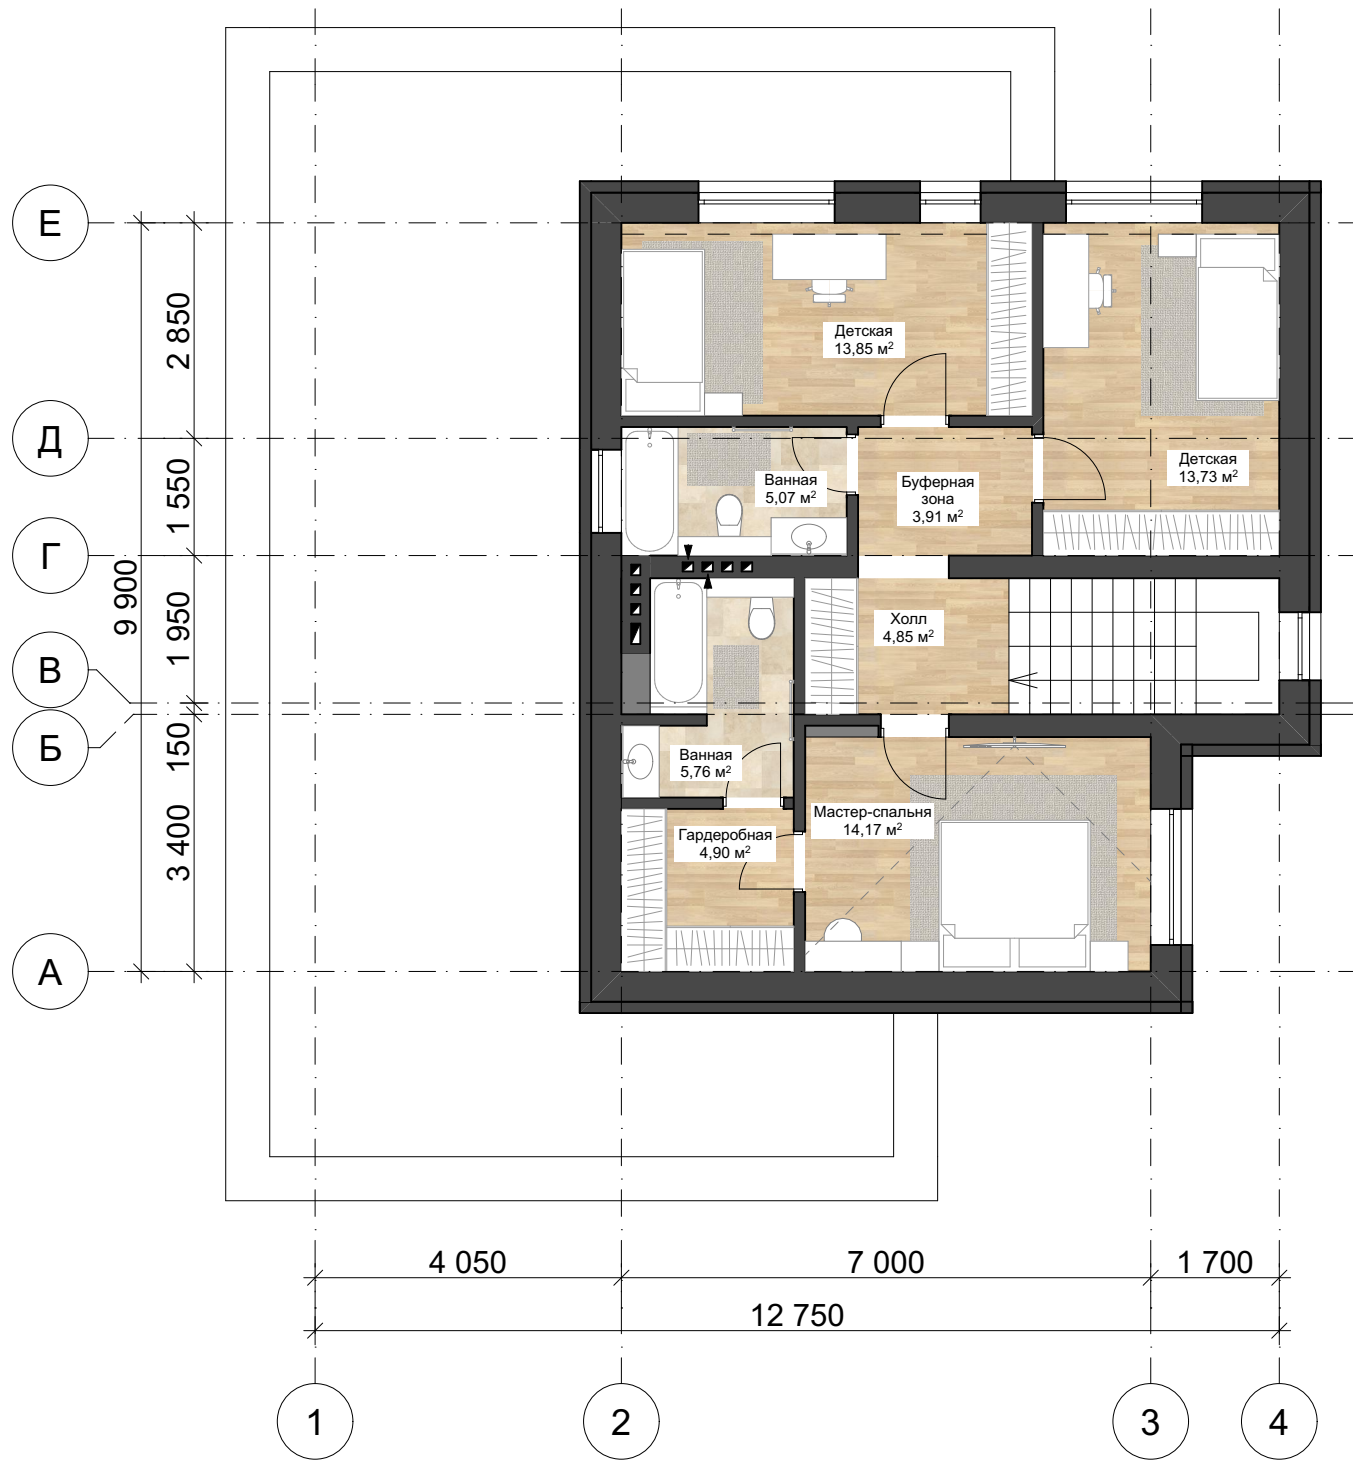 Е
Д
Г
В
Б
А
2 850
1 550
1 950
150
3 400
9 900
Детская
13,85 м²
Детская
13,73 м²
Ванная
5,07 м²
Буферная
зона
3,91 м²
Холл
4,85 м²
Ванная
5,76 м²
Мастер-спальня
14,17 м²
Гардеробная
4,90 м²
4 050
7 000
1 700
12 750
1
2
3
4